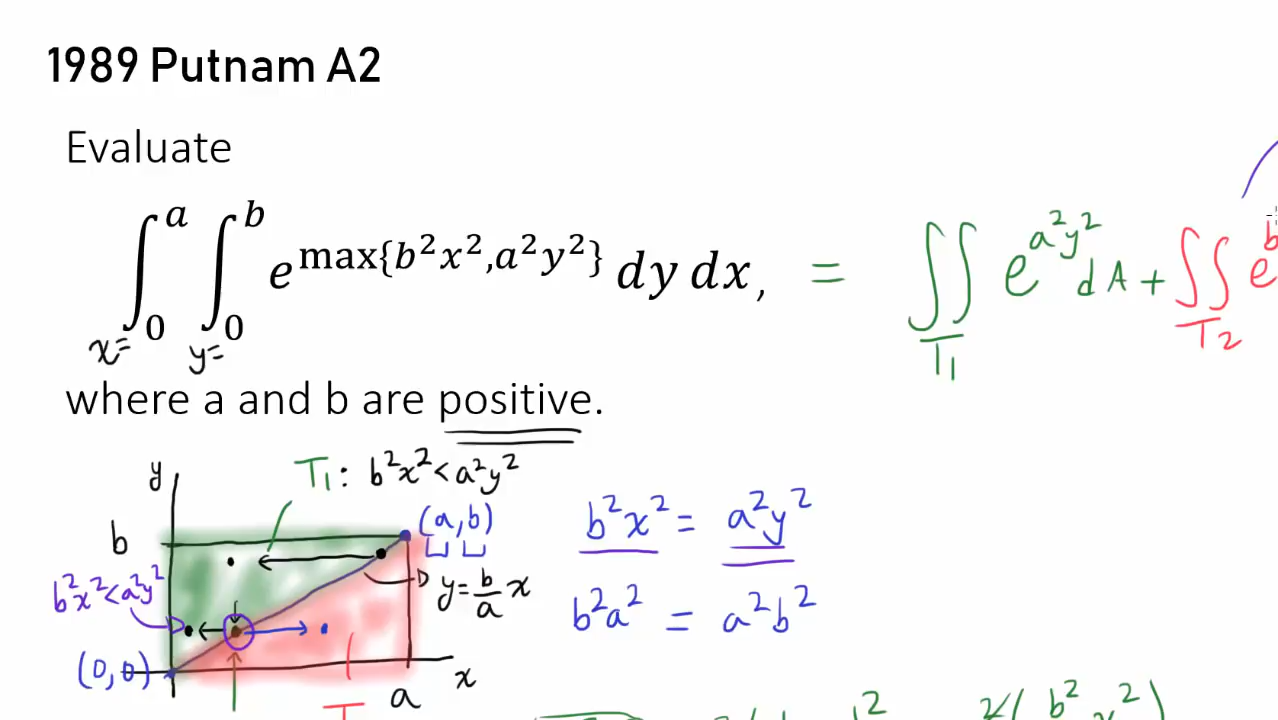 1989 Putnam A2
Evaluate
∫₀ᵃ ∫₀ᵇ e^max{b²x²,a²y²} dy dx, = ∬ e^a²y² dA + ∬ e^b
x= y= T₁ T₂
where a and b are positive.
y T₁: b²x² < a²y²
b (a,b) b²x² = a²y²
b²x² < a²y² y = b/a x b²a² = a²b²
(0,0) x
a